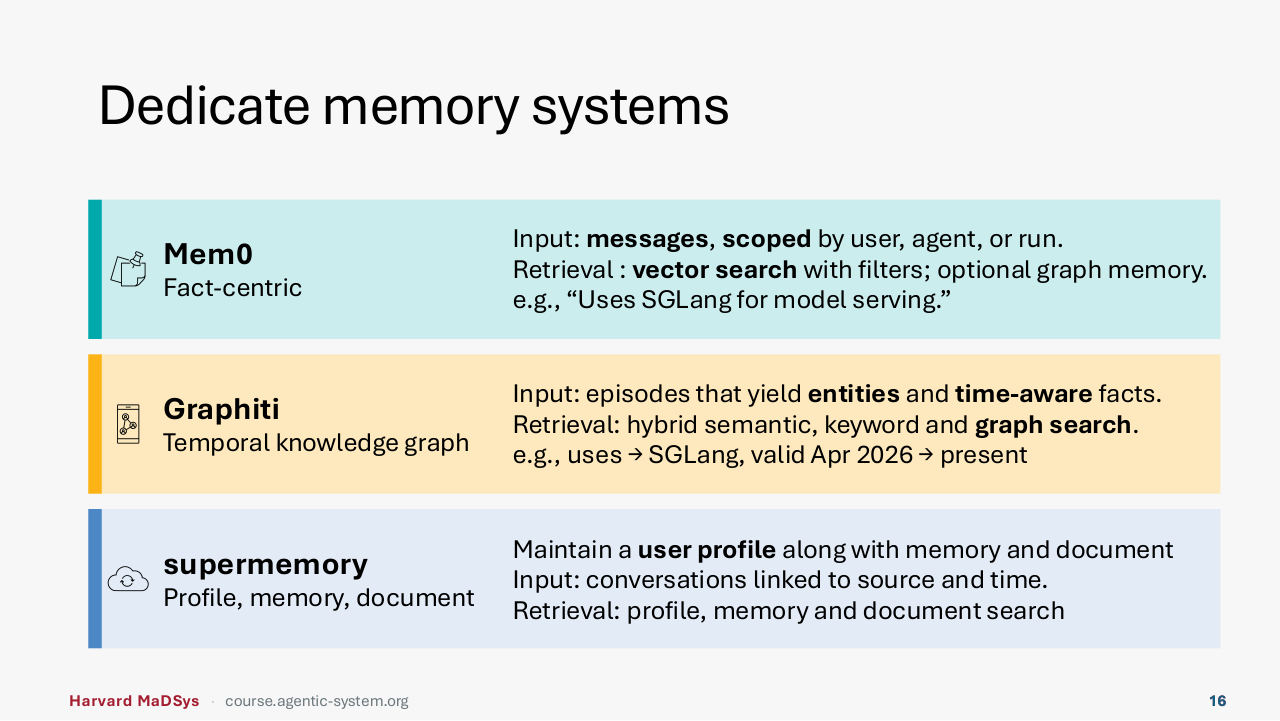 Dedicate memory systems
Mem0
Fact-centric
Input: messages, scoped by user, agent, or run.
Retrieval : vector search with filters; optional graph memory.
e.g., “Uses SGLang for model serving.”
Graphiti
Temporal knowledge graph
Input: episodes that yield entities and time-aware facts.
Retrieval: hybrid semantic, keyword and graph search.
e.g., uses → SGLang, valid Apr 2026 → present
supermemory
Profile, memory, document
Maintain a user profile along with memory and document
Input: conversations linked to source and time.
Retrieval: profile, memory and document search
Harvard MaDSys · course.agentic-system.org
16